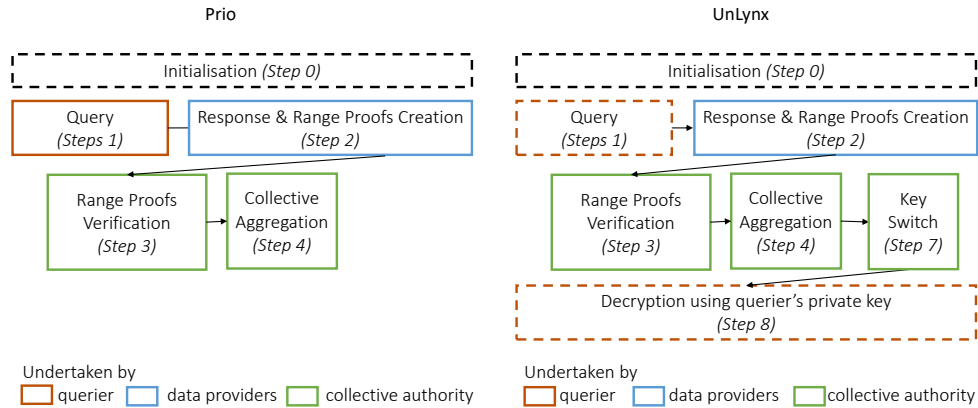 Prio
Initialisation (Step 0)
Query
(Steps 1)
Response & Range Proofs Creation
(Step 2)
Range Proofs
Verification
(Step 3)
Collective
Aggregation
(Step 4)
Undertaken by
querier
data providers
collective authority
UnLynx
Initialisation (Step 0)
Query
(Steps 1)
Response & Range Proofs Creation
(Step 2)
Range Proofs
Verification
(Step 3)
Collective
Aggregation
(Step 4)
Key
Switch
(Step 7)
Decryption using querier's private key
(Step 8)
Undertaken by
querier
data providers
collective authority